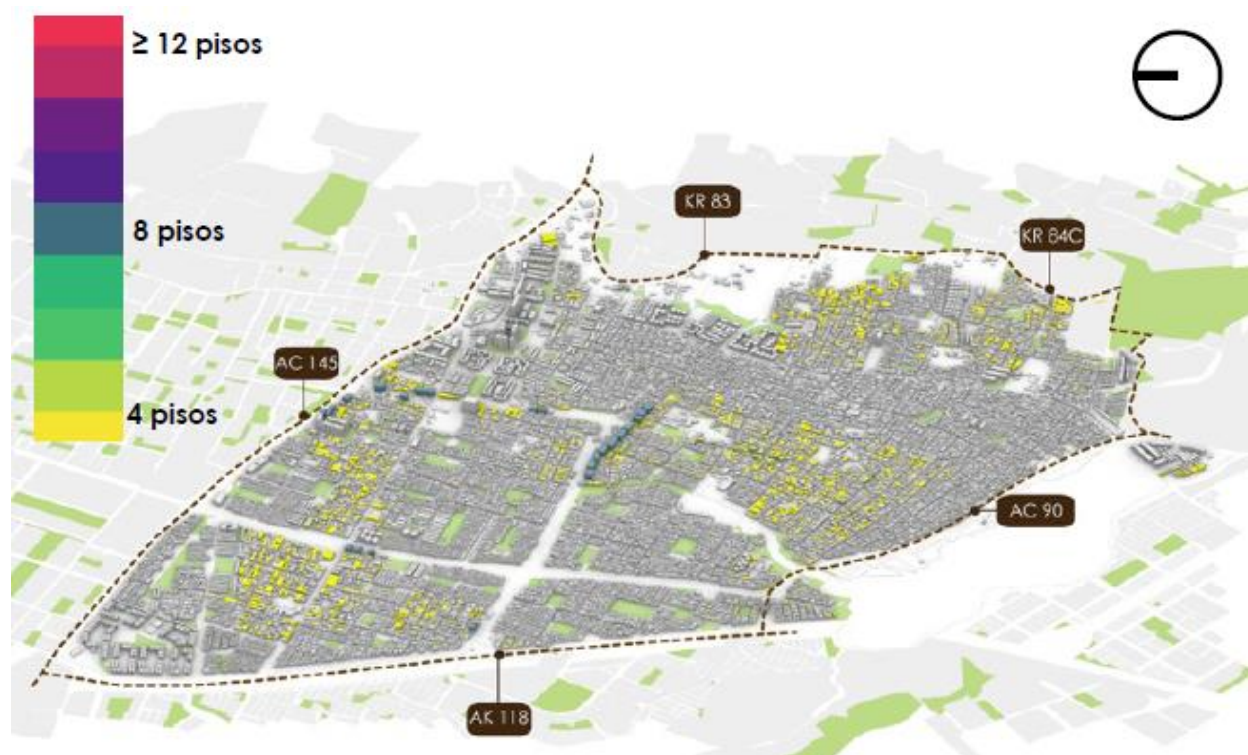 ≥ 12 pisos
8 pisos
4 pisos
KR 83
KR 84C
AC 145
AC 90
AK 118